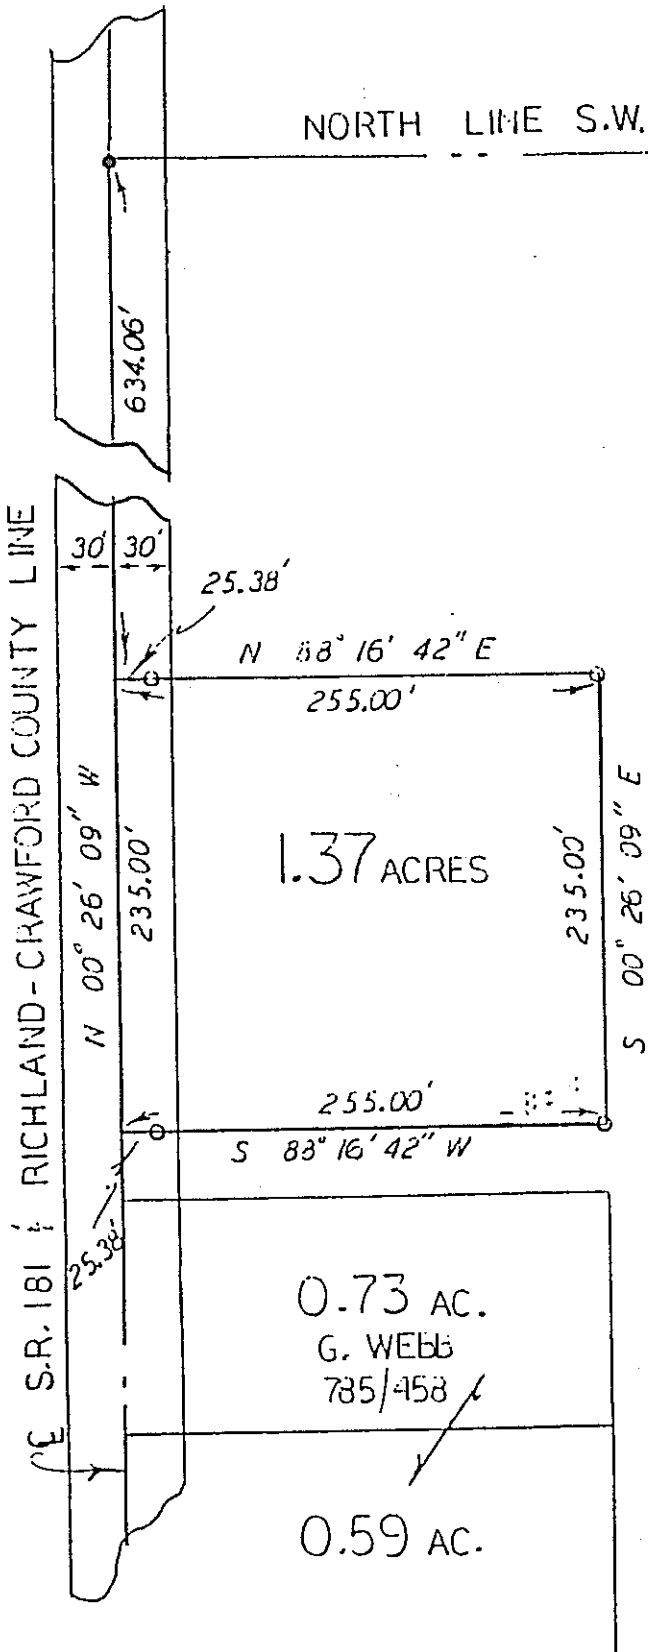 NORTH LINE S.W.
634.06'
30' 30'
25.38'
N 88° 16' 42" E
255.00'
S.R. 181 & RICHLAND-CRAWFORD COUNTY LINE
N 00° 26' 09" W
235.00'
1.37 ACRES
235.00'
S 00° 26' 09" E
255.00'
S 88° 16' 42" W
25.38'
0.73 AC.
G. WEBB
785/458
℄
0.59 AC.